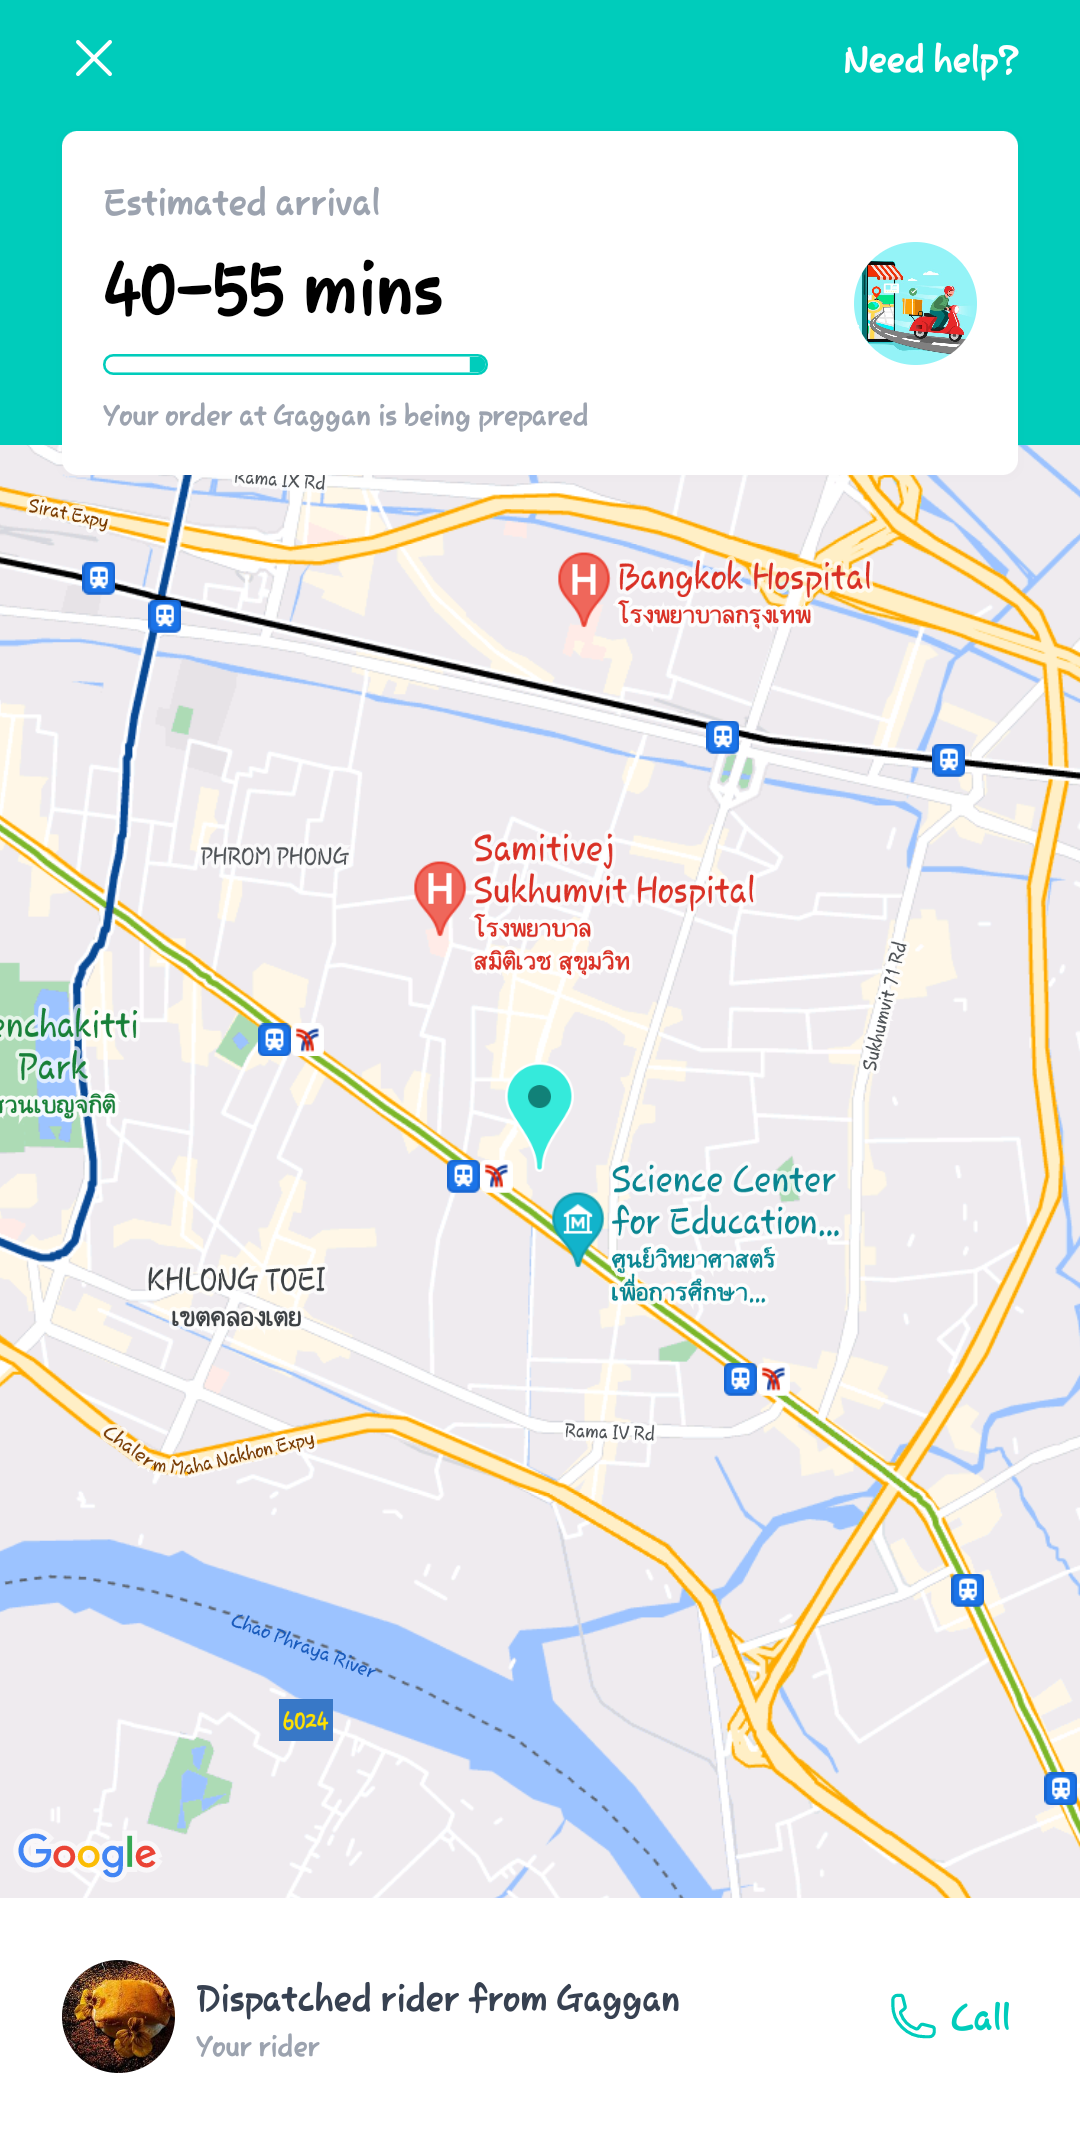 Need help?
Estimated arrival
40–55 mins
Your order at Gaggan is being prepared
Rama IX Rd
Sirat Expy
Bangkok Hospital
โรงพยาบาลกรุงเทพ
PHROM PHONG
Samitivej
Sukhumvit Hospital
โรงพยาบาล
สมิติเวช สุขุมวิท
Sukhumvit 71 Rd
enchakitti
Park
สวนเบญจกิติ
Science Center
for Education...
ศูนย์วิทยาศาสตร์
เพื่อการศึกษา...
KHLONG TOEI
เขตคลองเตย
Rama IV Rd
Chalerm Maha Nakhon Expy
Chao Phraya River
6024
Google
Dispatched rider from Gaggan
Your rider
Call